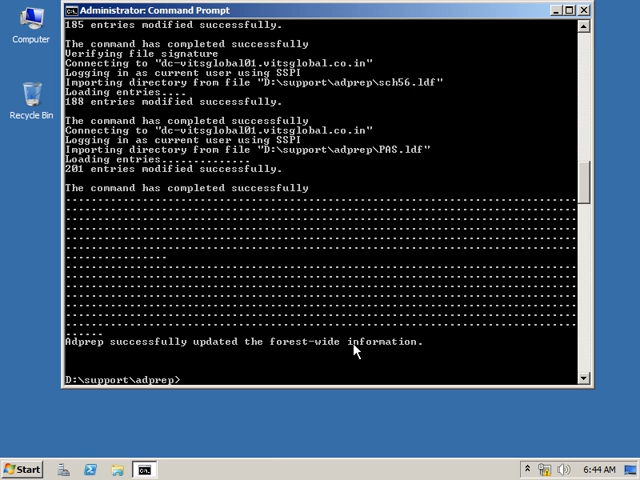 Administrator: Command Prompt
185 entries modified successfully.
The command has completed successfully
Verifying file signature
Connecting to "dc-vitsglobal01.vitsglobal.co.in"
Logging in as current user using SSPI
Importing directory from file "D:\support\adprep\sch56.ldf"
Loading entries....
188 entries modified successfully.
The command has completed successfully
Connecting to "dc-vitsglobal01.vitsglobal.co.in"
Logging in as current user using SSPI
Importing directory from file "D:\support\adprep\PAS.ldf"
Loading entries..............
201 entries modified successfully.
The command has completed successfully
Adprep successfully updated the forest-wide information.
D:\support\adprep>
Computer
Recycle Bin
Start
6:44 AM